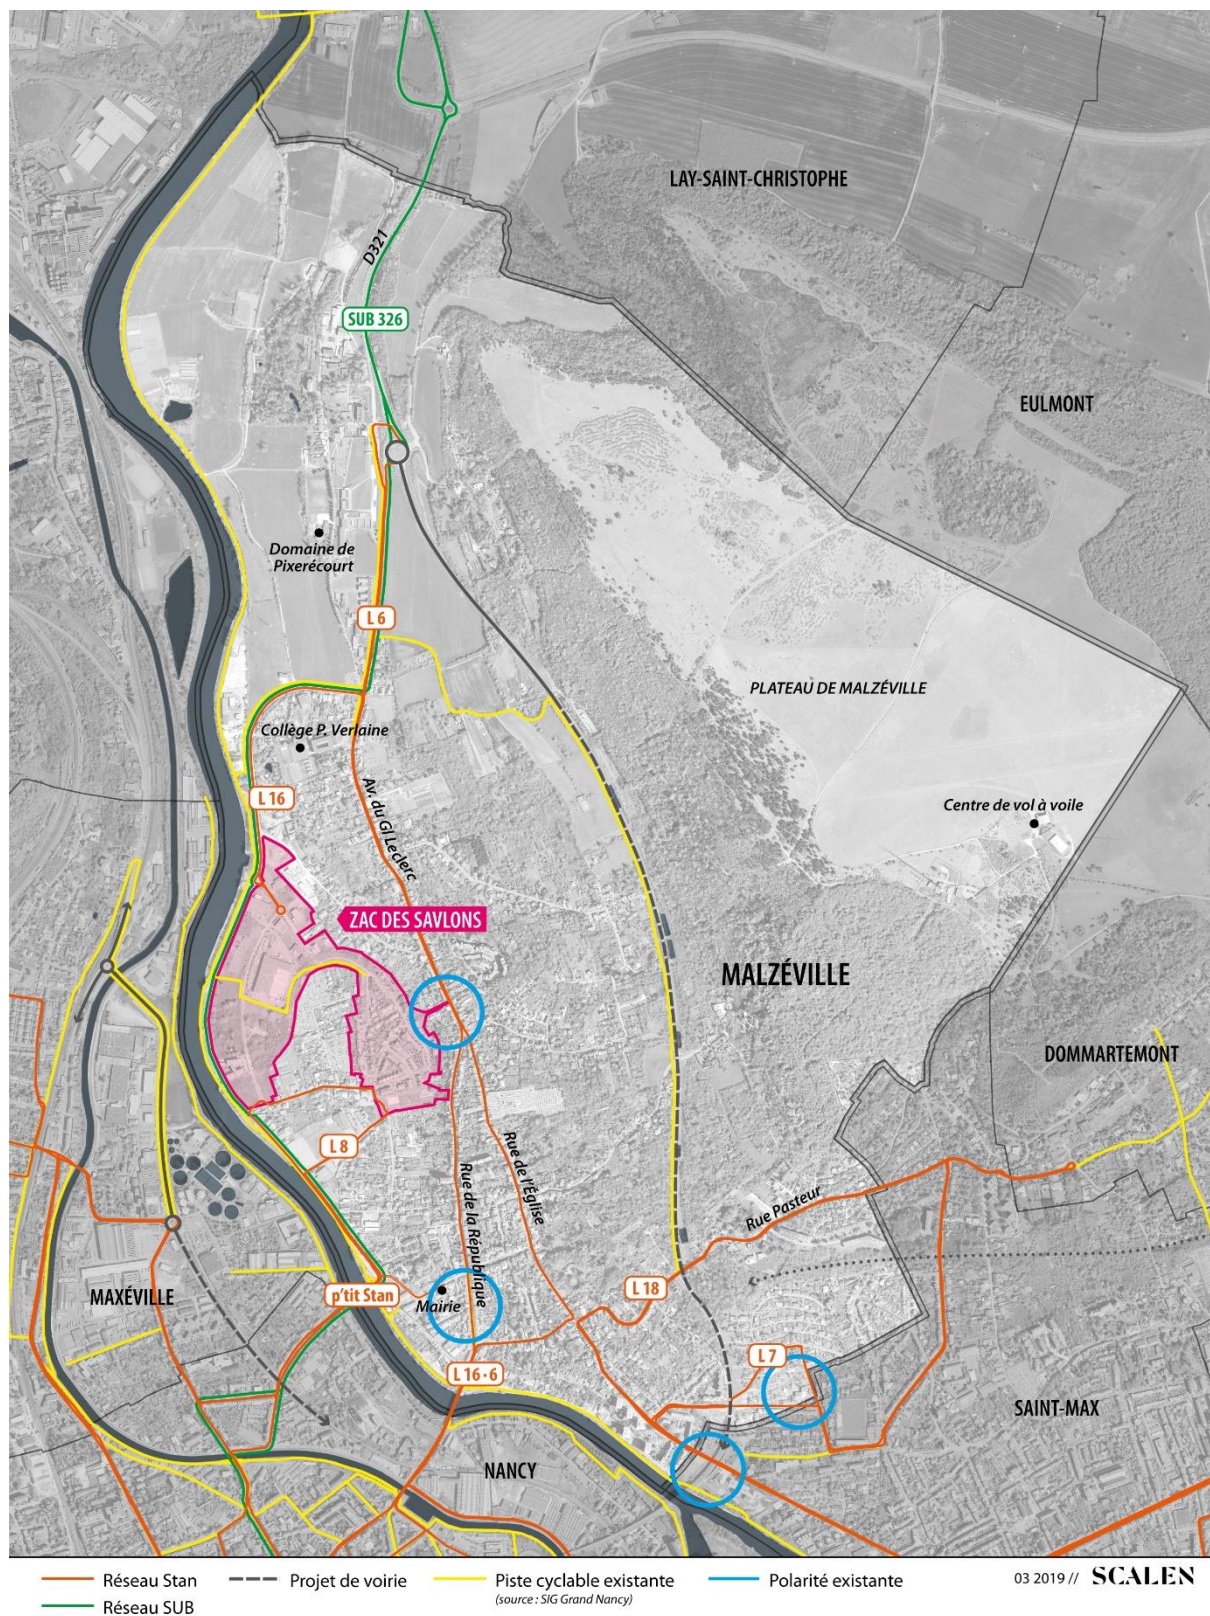 LAY-SAINT-CHRISTOPHE
D321
SUB 326
EULMONT
Domaine de
Pixerécourt
L 6
PLATEAU DE MALZÉVILLE
Collège P. Verlaine
L 16
Av. du Gl Leclerc
Centre de vol à voile
ZAC DES SAVLONS
MALZÉVILLE
DOMMARTEMONT
L 8
Rue de l'Église
Rue de la République
Rue Pasteur
MAXÉVILLE
p'tit Stan
Mairie
L 18
L 7
L 16 · 6
SAINT-MAX
NANCY
Réseau Stan
Projet de voirie
Piste cyclable existante
(source : SIG Grand Nancy)
Polarité existante
03 2019 // SCALEN
Réseau SUB